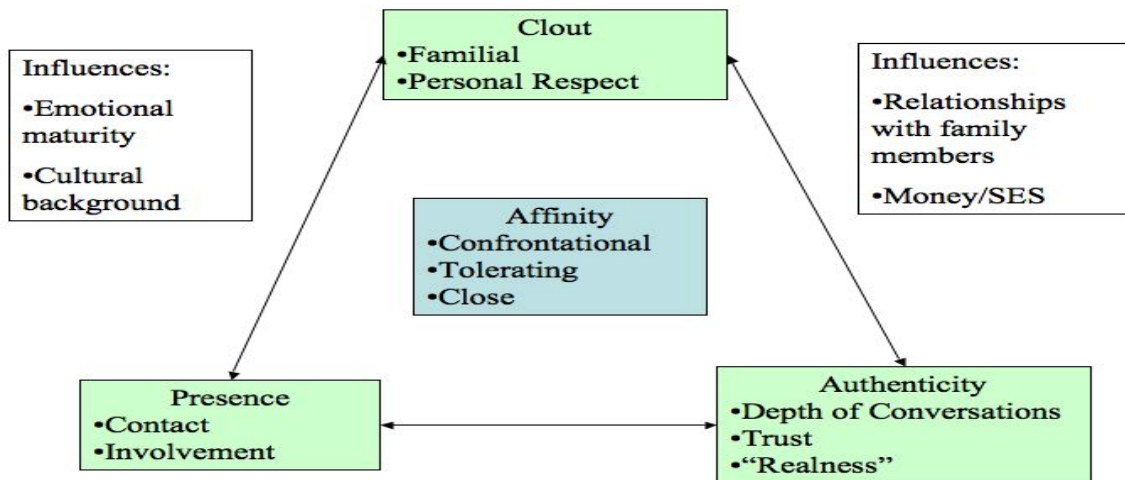 Clout
•Familial
•Personal Respect
Influences:
•Emotional
maturity
•Cultural
background
Influences:
•Relationships
with family
members
•Money/SES
Affinity
•Confrontational
•Tolerating
•Close
Presence
•Contact
•Involvement
Authenticity
•Depth of Conversations
•Trust
•“Realness”